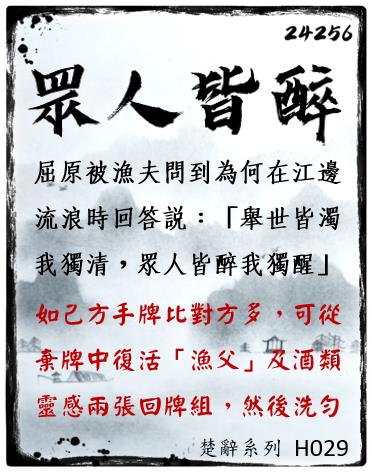 24256
眾人皆醉
屈原被漁夫問到為何在江邊
流浪時回答説：「舉世皆濁
我獨清，眾人皆醉我獨醒」
如己方手牌比對方多，可從
棄牌中復活「漁父」及酒類
靈感兩張回牌組，然後洗勻
楚辭系列 H029